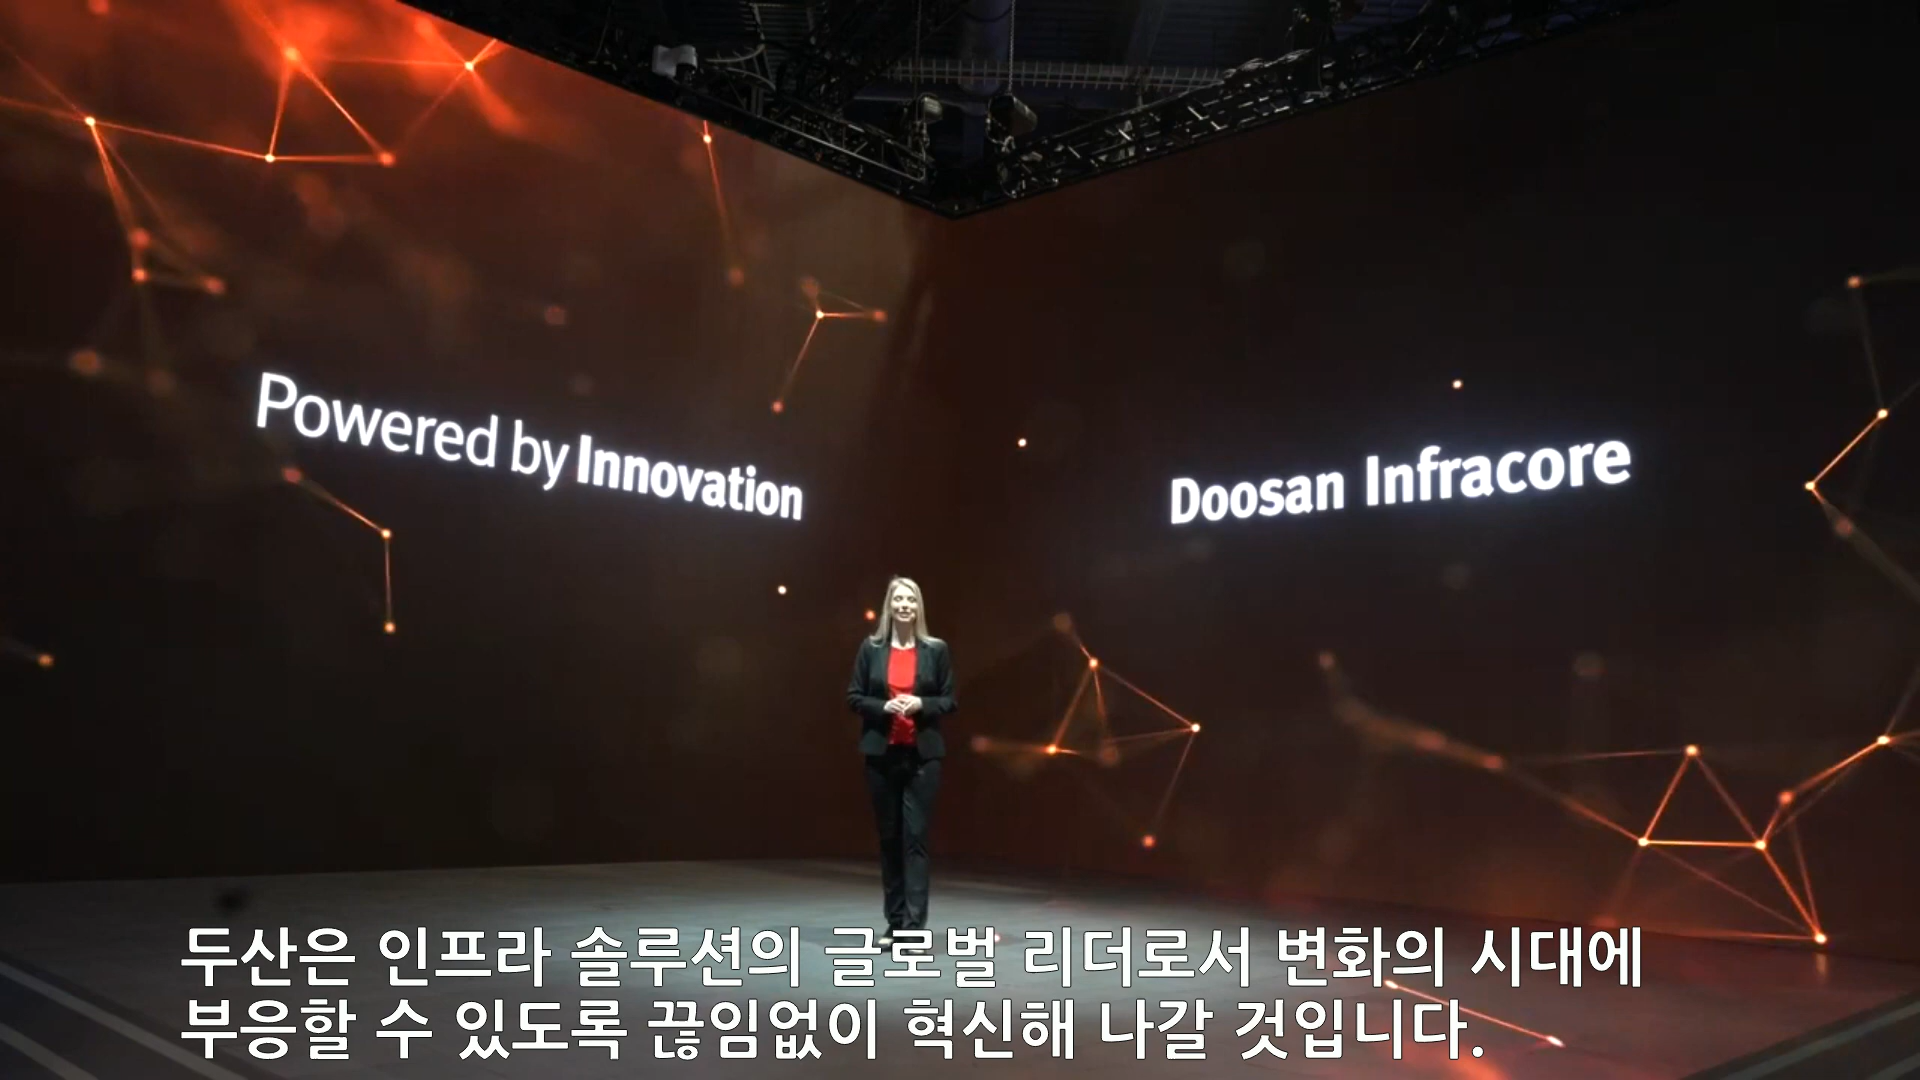 Powered by Innovation
Doosan Infracore
두산은 인프라 솔루션의 글로벌 리더로서 변화의 시대에
부응할 수 있도록 끊임없이 혁신해 나갈 것입니다.